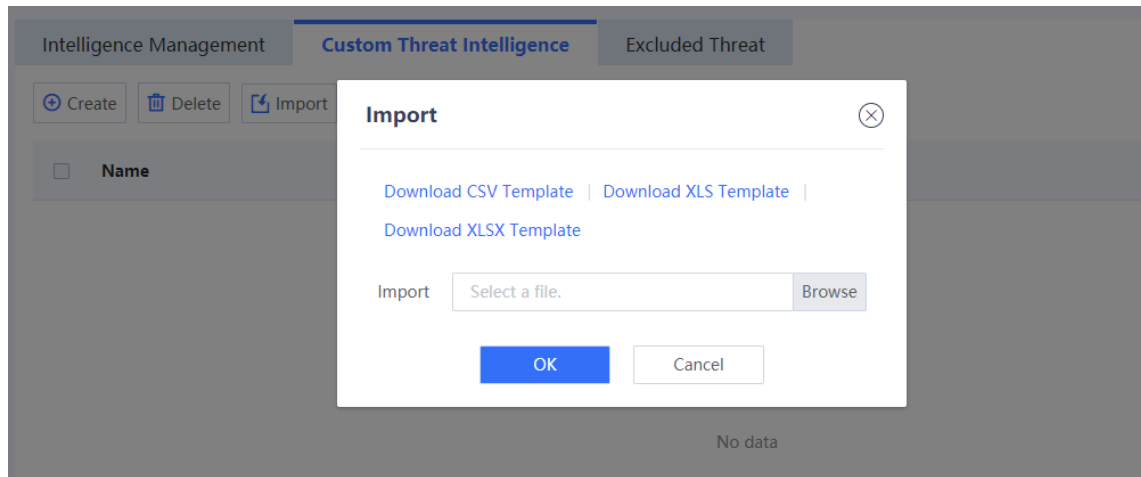 Intelligence Management Custom Threat Intelligence Excluded Threat
Create Delete Import
Name
Import
Download CSV Template | Download XLS Template |
Download XLSX Template
Import Select a file. Browse
OK Cancel
No data